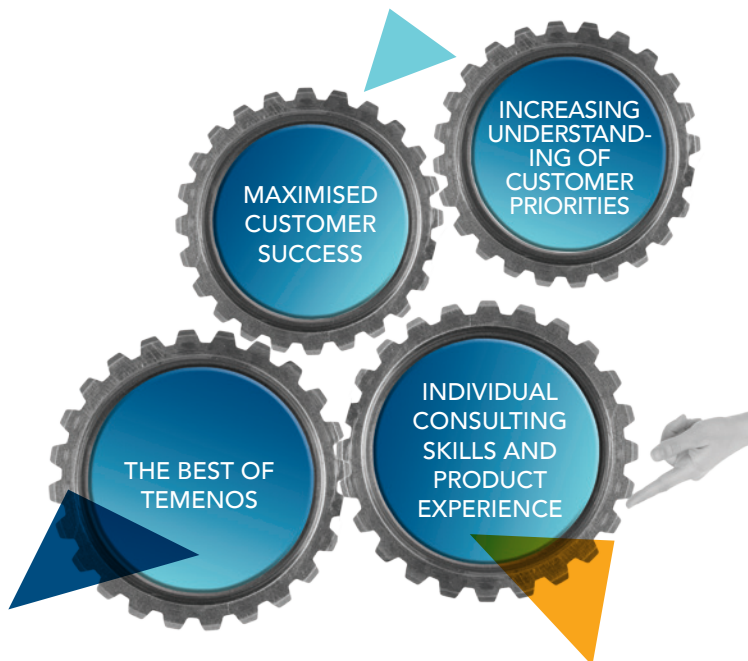 INCREASING
UNDERSTAND-
ING OF
CUSTOMER
PRIORITIES
MAXIMISED
CUSTOMER
SUCCESS
INDIVIDUAL
CONSULTING
SKILLS AND
PRODUCT
EXPERIENCE
THE BEST OF
TEMENOS